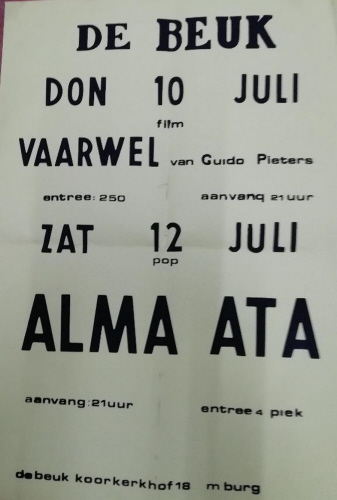 DE BEUK
DON 10 JULI
film
VAARWEL van Guido Pieters
entree: 250 aanvang 21 uur
ZAT 12 JULI
pop
ALMA ATA
aanvang: 21 uur entree 4 piek
de beuk koorkerkhof 18 m burg